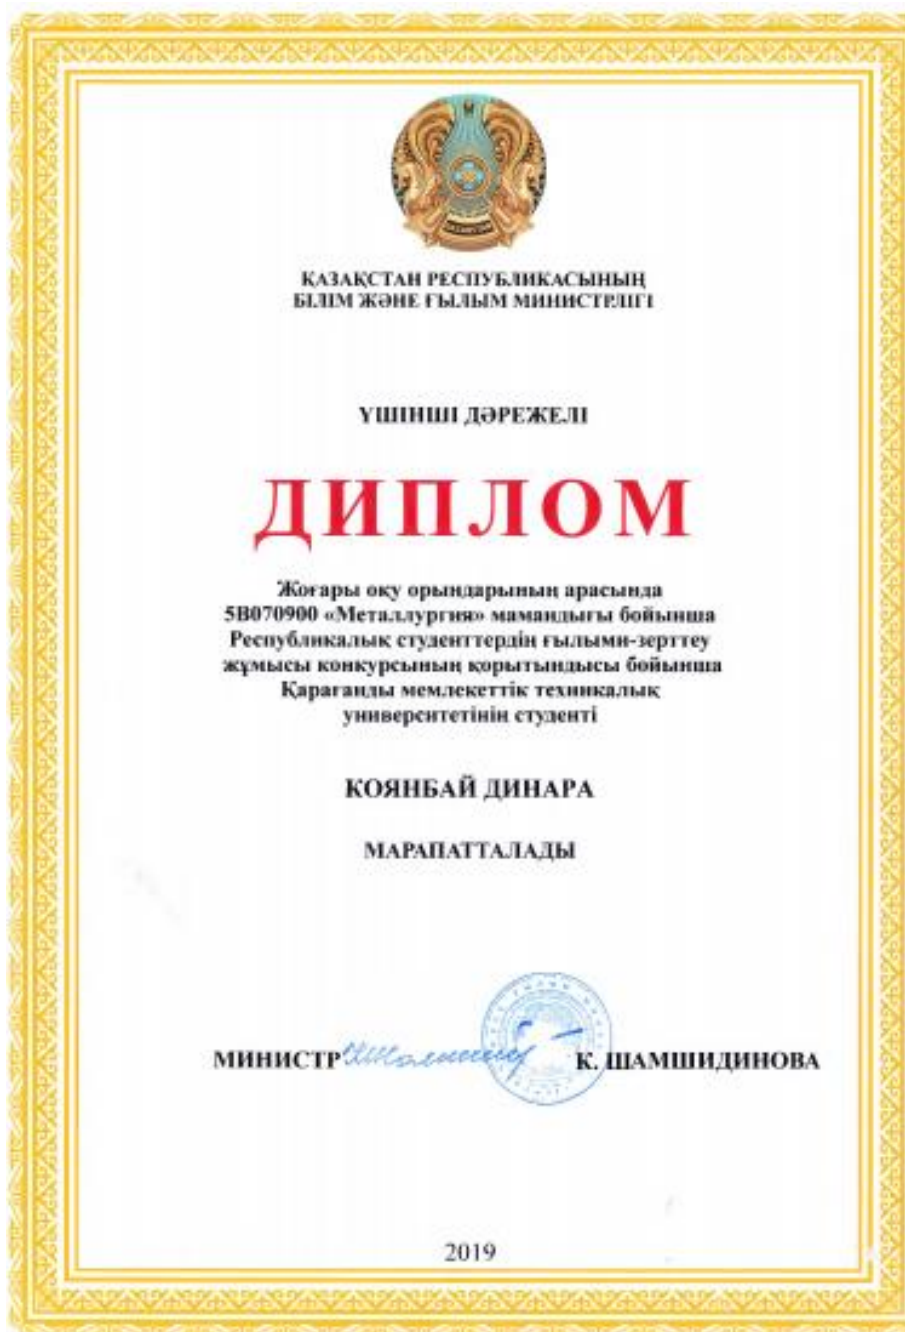 ҚАЗАҚСТАН
ҚАЗАҚСТАН РЕСПУБЛИКАСЫНЫҢ
БІЛІМ ЖӘНЕ ҒЫЛЫМ МИНИСТРЛІГІ
ҮШІНШІ ДӘРЕЖЕЛІ
ДИПЛОМ
Жоғары оқу орындарының арасында
5В070900 «Металлургия» мамандығы бойынша
Республикалық студенттердің ғылыми-зерттеу
жұмысы конкурсының қорытындысы бойынша
Қарағанды мемлекеттік техникалық
университетінің студенті
КОЯНБАЙ ДИНАРА
МАРАПАТТАЛАДЫ
МИНИСТР К. ШАМШИДИНОВА
2019